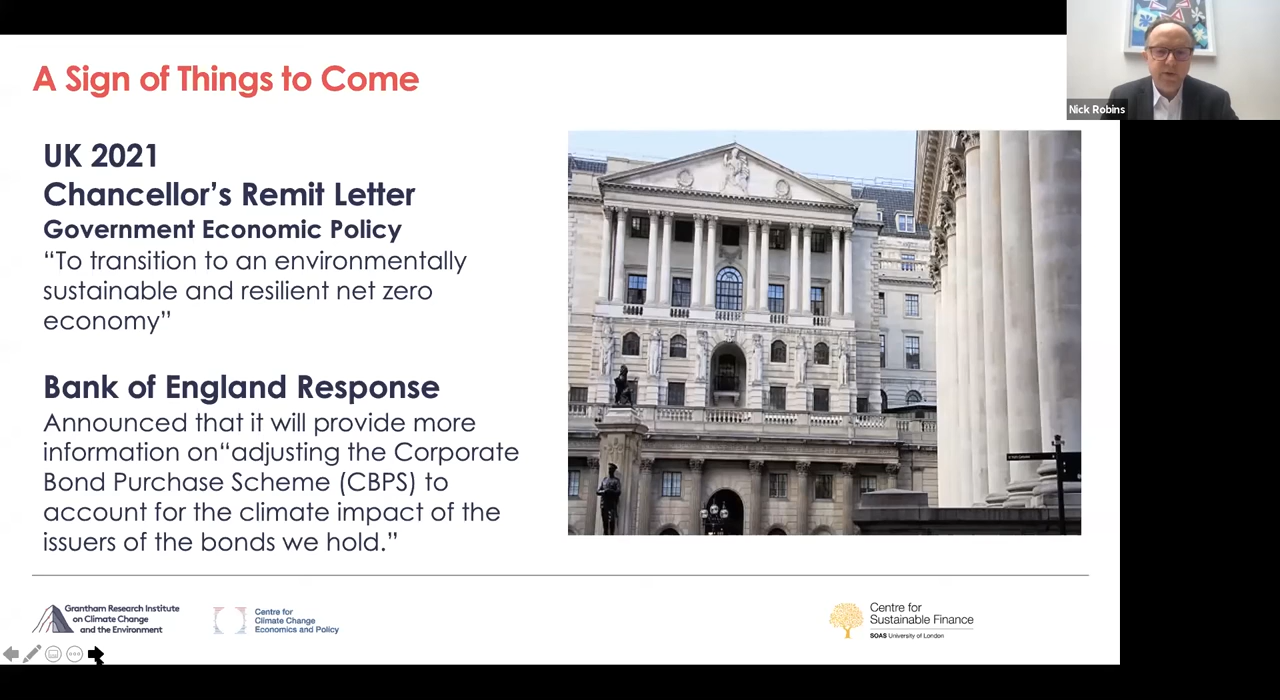 A Sign of Things to Come
Nick Robins
UK 2021
Chancellor’s Remit Letter
Government Economic Policy
“To transition to an environmentally
sustainable and resilient net zero
economy”
Bank of England Response
Announced that it will provide more
information on“adjusting the Corporate
Bond Purchase Scheme (CBPS) to
account for the climate impact of the
issuers of the bonds we hold.”
Grantham Research Institute
on Climate Change
and the Environment
Centre for
Climate Change
Economics and Policy
Centre for
Sustainable Finance
SOAS University of London